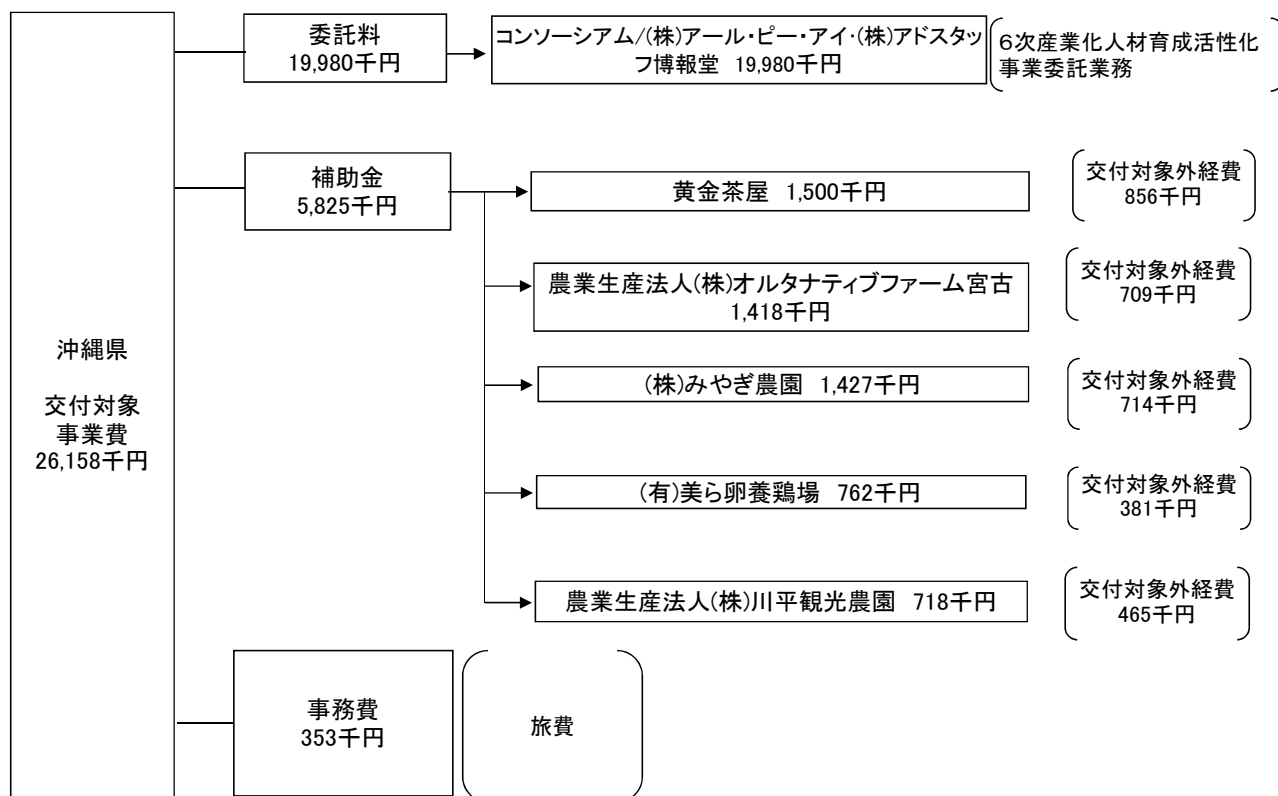 沖縄県
交付対象
事業費
26,158千円
委託料
19,980千円
コンソーシアム/(株)アール・ピー・アイ・(株)アドスタッ
フ博報堂 19,980千円
6次産業化人材育成活性化
事業委託業務
補助金
5,825千円
黄金茶屋 1,500千円
交付対象外経費
856千円
農業生産法人(株)オルタナティブファーム宮古
1,418千円
交付対象外経費
709千円
(株)みやぎ農園 1,427千円
交付対象外経費
714千円
(有)美ら卵養鶏場 762千円
交付対象外経費
381千円
農業生産法人(株)川平観光農園 718千円
交付対象外経費
465千円
事務費
353千円
旅費